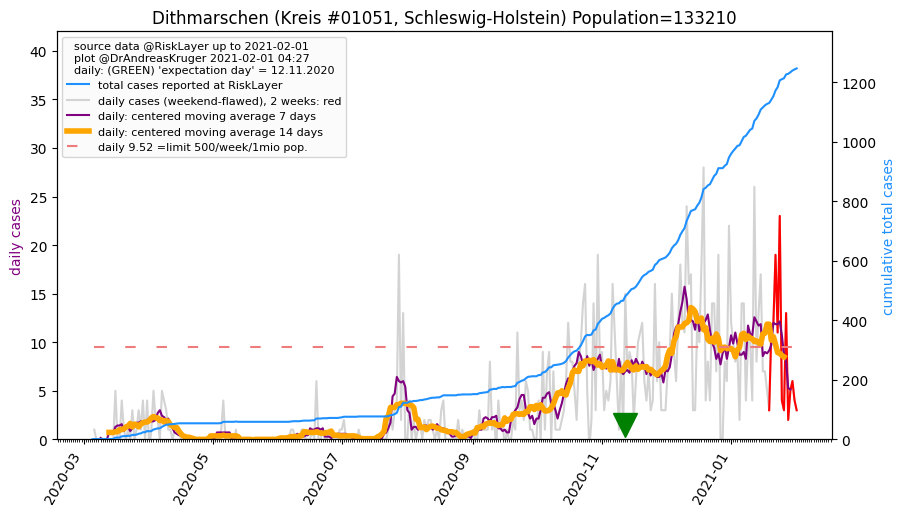 Dithmarschen (Kreis #01051, Schleswig-Holstein) Population=133210
source data @RiskLayer up to 2021-02-01
plot @DrAndreasKruger 2021-02-01 04:27
daily: (GREEN) 'expectation day' = 12.11.2020
total cases reported at RiskLayer
daily cases (weekend-flawed), 2 weeks: red
daily: centered moving average 7 days
daily: centered moving average 14 days
daily 9.52 =limit 500/week/1mio pop.
daily cases
40
35
30
25
20
15
10
5
0
cumulative total cases
1200
1000
800
600
400
200
0
2020-03
2020-05
2020-07
2020-09
2020-11
2021-01